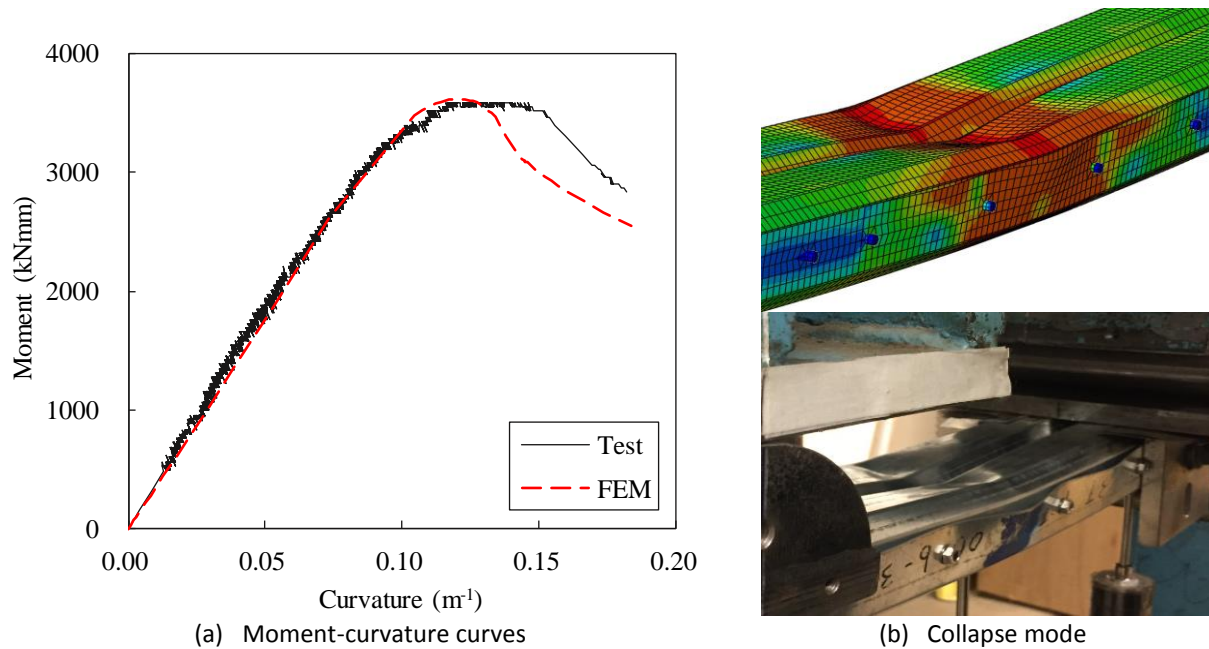 4000
3000
2000
1000
0
0.00 0.05 0.10 0.15 0.20
Moment (kNmm)
Curvature (m-1)
Test
FEM
(a) Moment-curvature curves
(b) Collapse mode